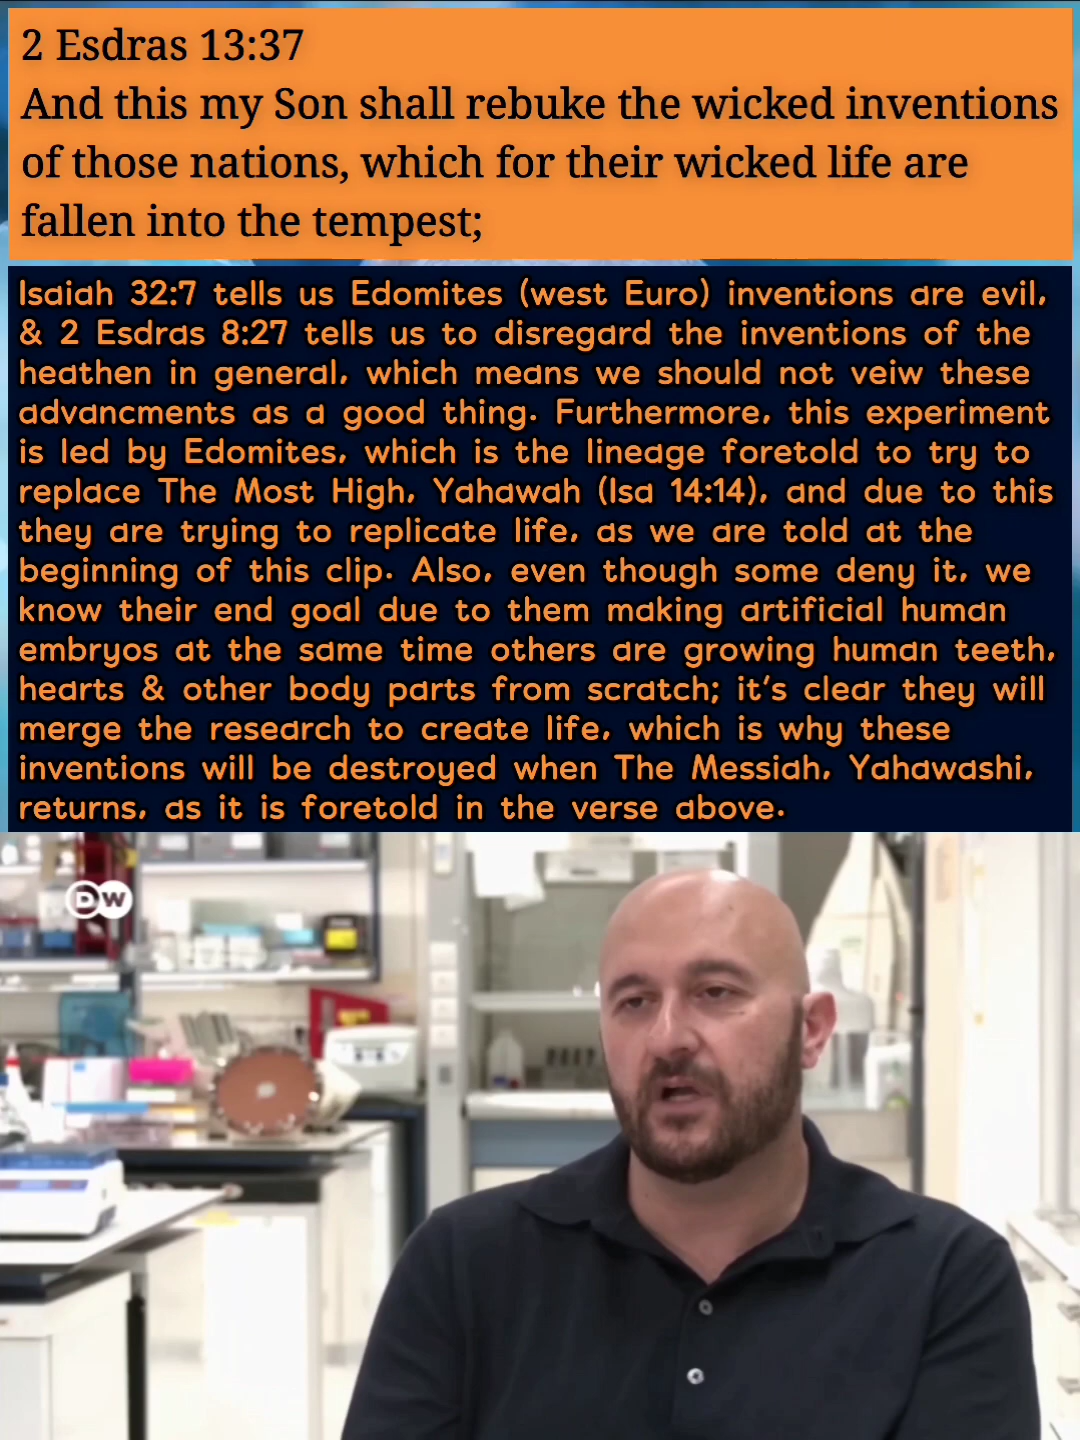 2 Esdras 13:37
And this my Son shall rebuke the wicked inventions
of those nations, which for their wicked life are
fallen into the tempest;
Isaiah 32:7 tells us Edomites (west Euro) inventions are evil,
& 2 Esdras 8:27 tells us to disregard the inventions of the
heathen in general, which means we should not veiw these
advancments as a good thing. Furthermore, this experiment
is led by Edomites, which is the lineage foretold to try to
replace The Most High, Yahawah (Isa 14:14), and due to this
they are trying to replicate life, as we are told at the
beginning of this clip. Also, even though some deny it, we
know their end goal due to them making artificial human
embryos at the same time others are growing human teeth,
hearts & other body parts from scratch; it's clear they will
merge the research to create life, which is why these
inventions will be destroyed when The Messiah, Yahawashi,
returns, as it is foretold in the verse above.
DW